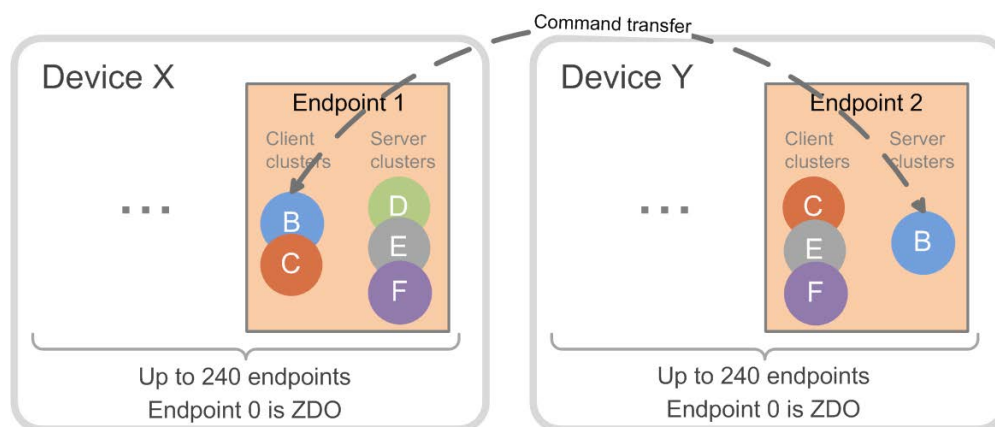 Command transfer
Device X
Endpoint 1
Client
clusters
Server
clusters
...
B
C
D
E
F
Up to 240 endpoints
Endpoint 0 is ZDO
Device Y
Endpoint 2
Client
clusters
Server
clusters
...
C
E
F
B
Up to 240 endpoints
Endpoint 0 is ZDO